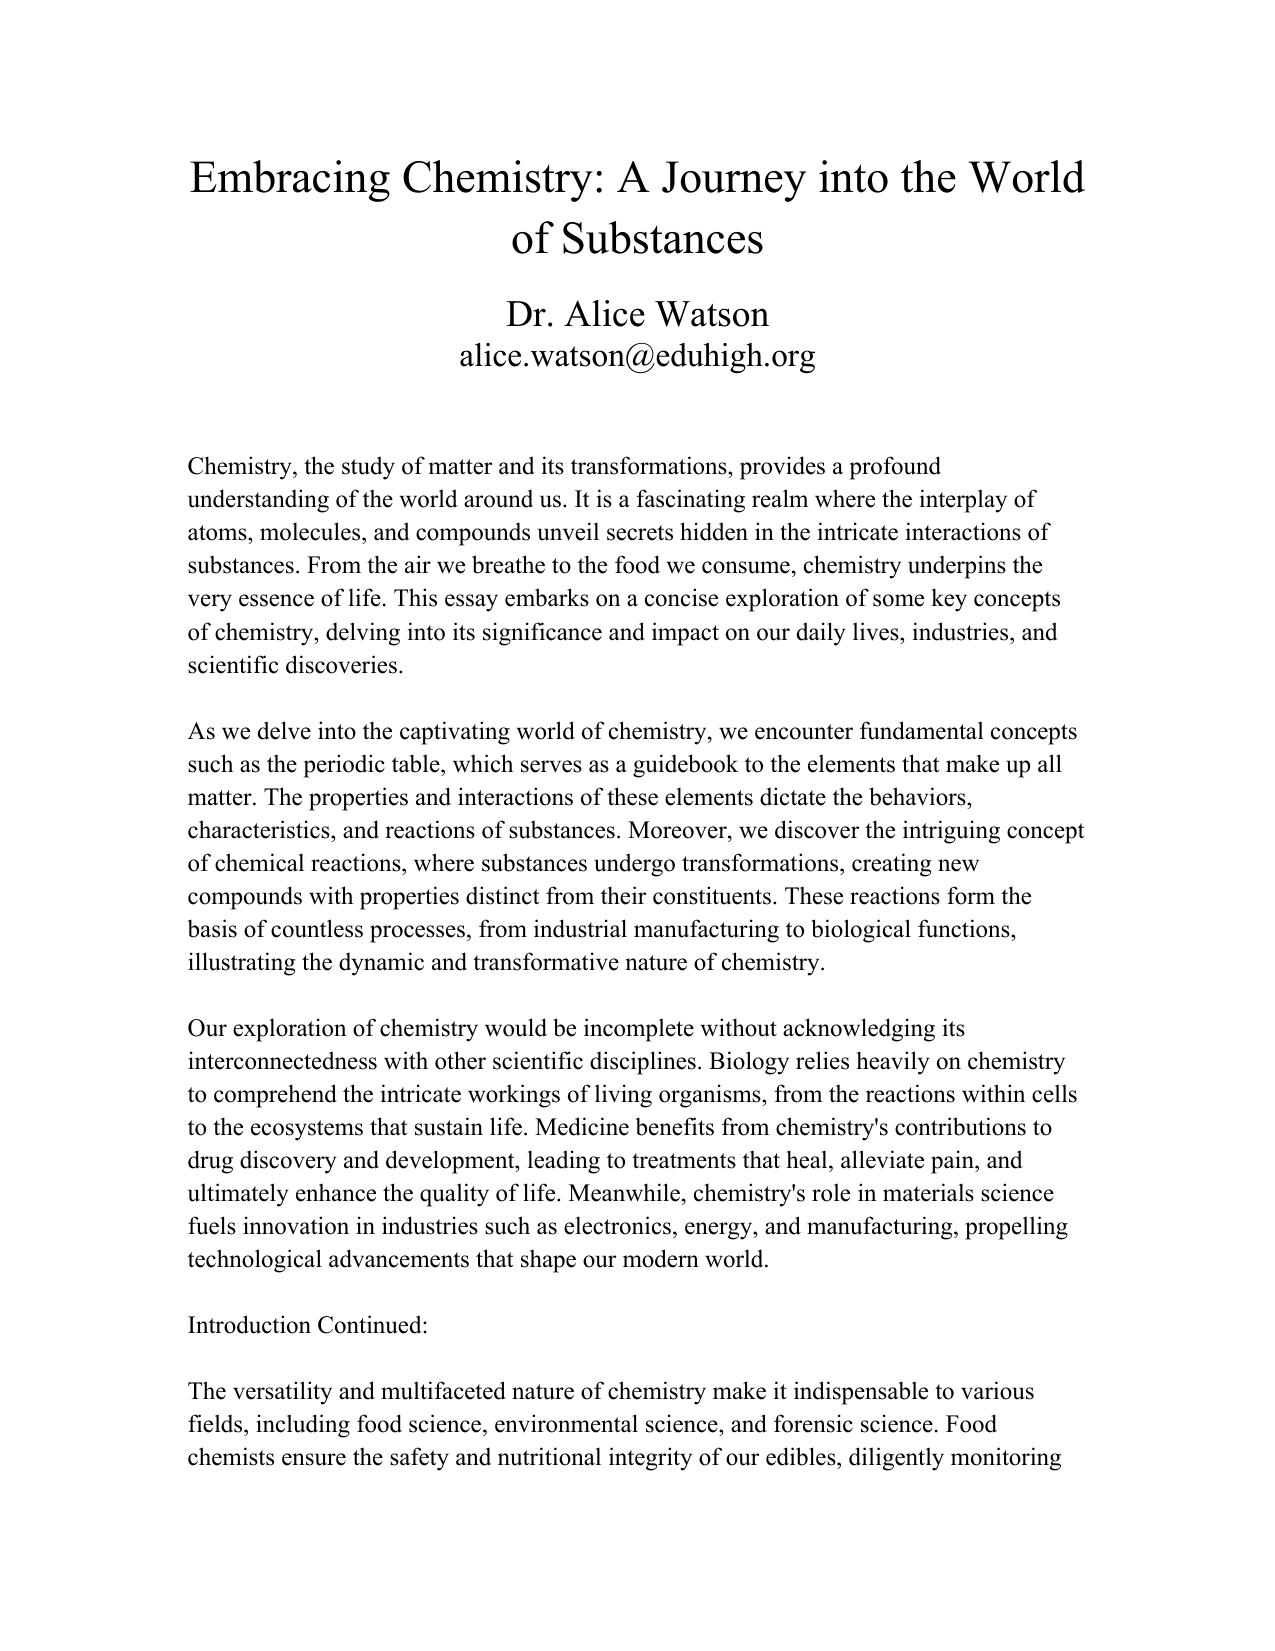 Embracing Chemistry: A Journey into the World
of Substances
Dr. Alice Watson
alice.watson@eduhigh.org
Chemistry, the study of matter and its transformations, provides a profound
understanding of the world around us. It is a fascinating realm where the interplay of
atoms, molecules, and compounds unveil secrets hidden in the intricate interactions of
substances. From the air we breathe to the food we consume, chemistry underpins the
very essence of life. This essay embarks on a concise exploration of some key concepts
of chemistry, delving into its significance and impact on our daily lives, industries, and
scientific discoveries.
As we delve into the captivating world of chemistry, we encounter fundamental concepts
such as the periodic table, which serves as a guidebook to the elements that make up all
matter. The properties and interactions of these elements dictate the behaviors,
characteristics, and reactions of substances. Moreover, we discover the intriguing concept
of chemical reactions, where substances undergo transformations, creating new
compounds with properties distinct from their constituents. These reactions form the
basis of countless processes, from industrial manufacturing to biological functions,
illustrating the dynamic and transformative nature of chemistry.
Our exploration of chemistry would be incomplete without acknowledging its
interconnectedness with other scientific disciplines. Biology relies heavily on chemistry
to comprehend the intricate workings of living organisms, from the reactions within cells
to the ecosystems that sustain life. Medicine benefits from chemistry's contributions to
drug discovery and development, leading to treatments that heal, alleviate pain, and
ultimately enhance the quality of life. Meanwhile, chemistry's role in materials science
fuels innovation in industries such as electronics, energy, and manufacturing, propelling
technological advancements that shape our modern world.
Introduction Continued:
The versatility and multifaceted nature of chemistry make it indispensable to various
fields, including food science, environmental science, and forensic science. Food
chemists ensure the safety and nutritional integrity of our edibles, diligently monitoring